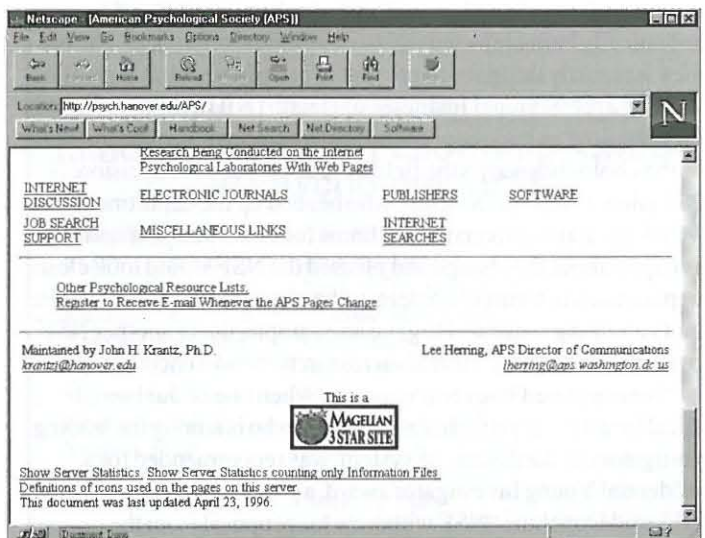 Netscape - [American Psychological Society (APS)]
File Edit View Go Bookmarks Options Directory Window Help
Back Home Reload Open Print Find
Location: http://psych.hanover.edu/APS/
N
What's New! What's Cool! Handbook Net Search Net Directory Software
Research Being Conducted on the Internet
Psychological Laboratories With Web Pages
INTERNET DISCUSSION ELECTRONIC JOURNALS PUBLISHERS SOFTWARE
JOB SEARCH SUPPORT MISCELLANEOUS LINKS INTERNET SEARCHES
Other Psychological Resource Lists.
Register to Receive E-mail Whenever the APS Pages Change
Maintained by John H. Krantz, Ph.D. Lee Herring, APS Director of Communications
krantzj@hanover.edu lherring@aps.washington.dc.us
This is a
MAGELLAN
3 STAR SITE
Show Server Statistics. Show Server Statistics counting only Information Files.
Definitions of icons used on the pages on this server.
This document was last updated April 23, 1996.
Document Done